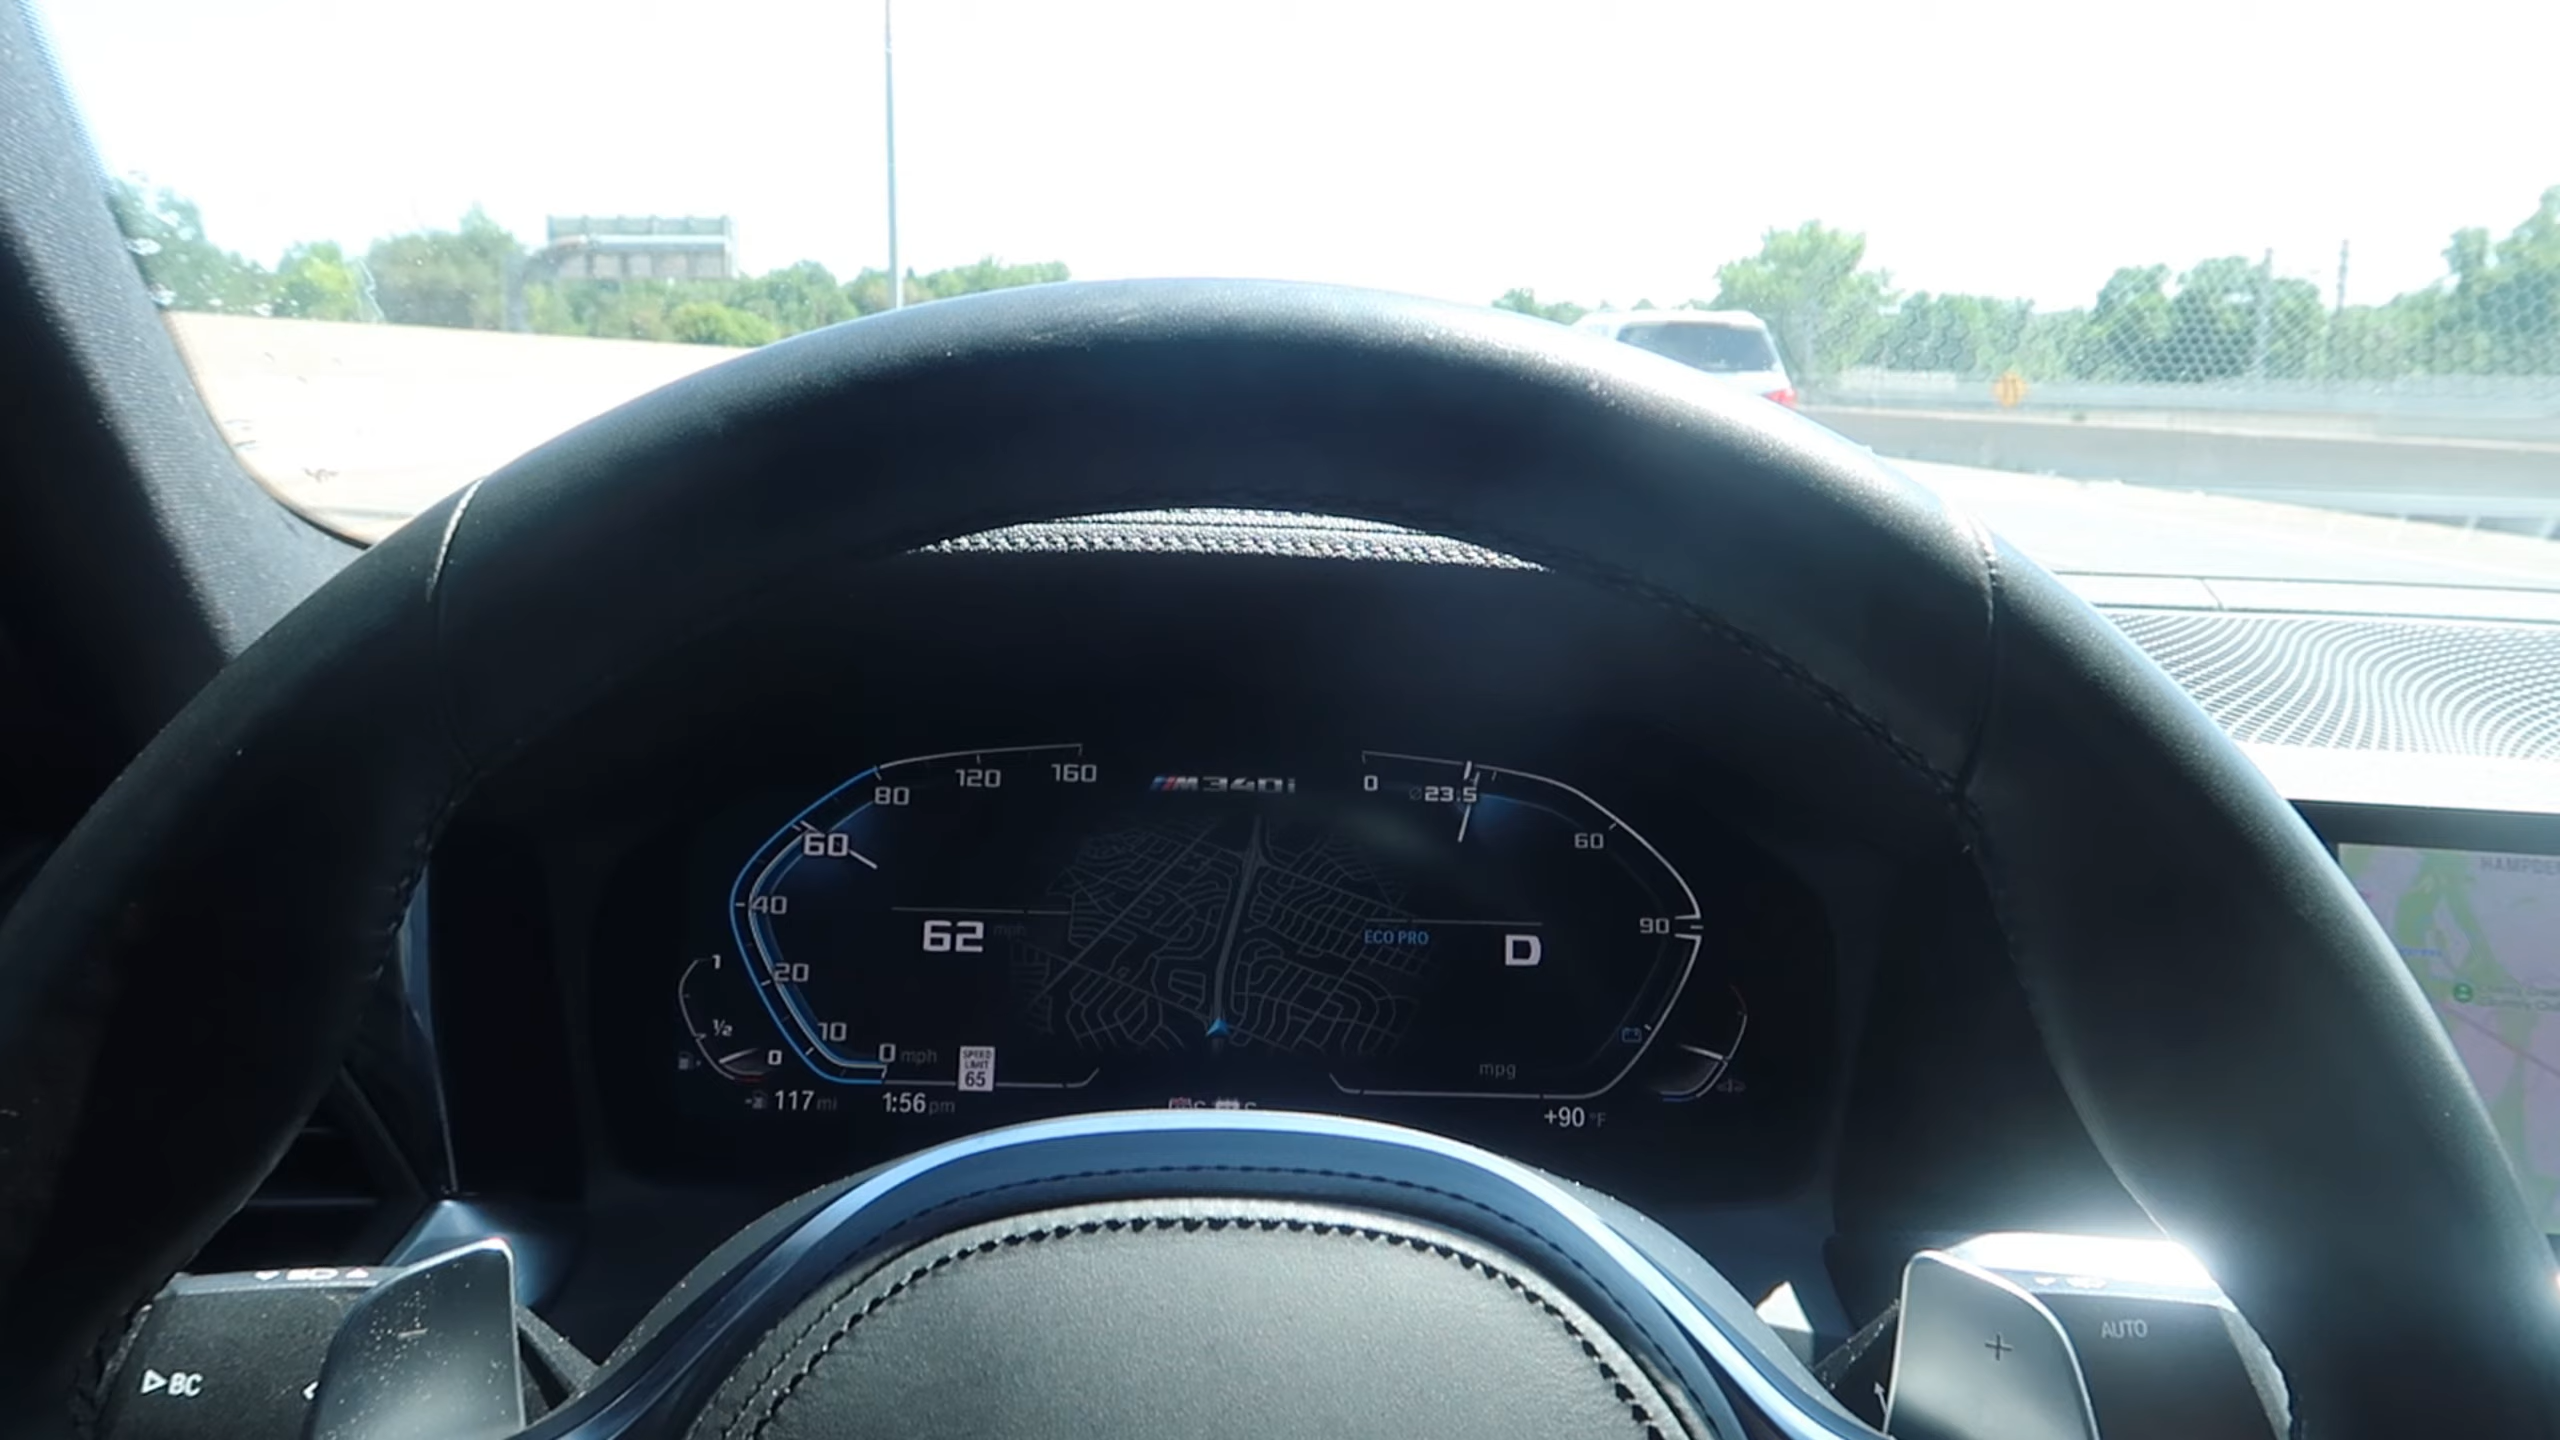 160
120
80
60
40
20
10
0 mph
M340i
0
23.5
60
90
62 mph
ECO PRO
D
1
½
0
SPEED
LIMIT
65
mpg
117 mi
1:56 pm
+90 °F
HAMPDE
BC
−
+
AUTO